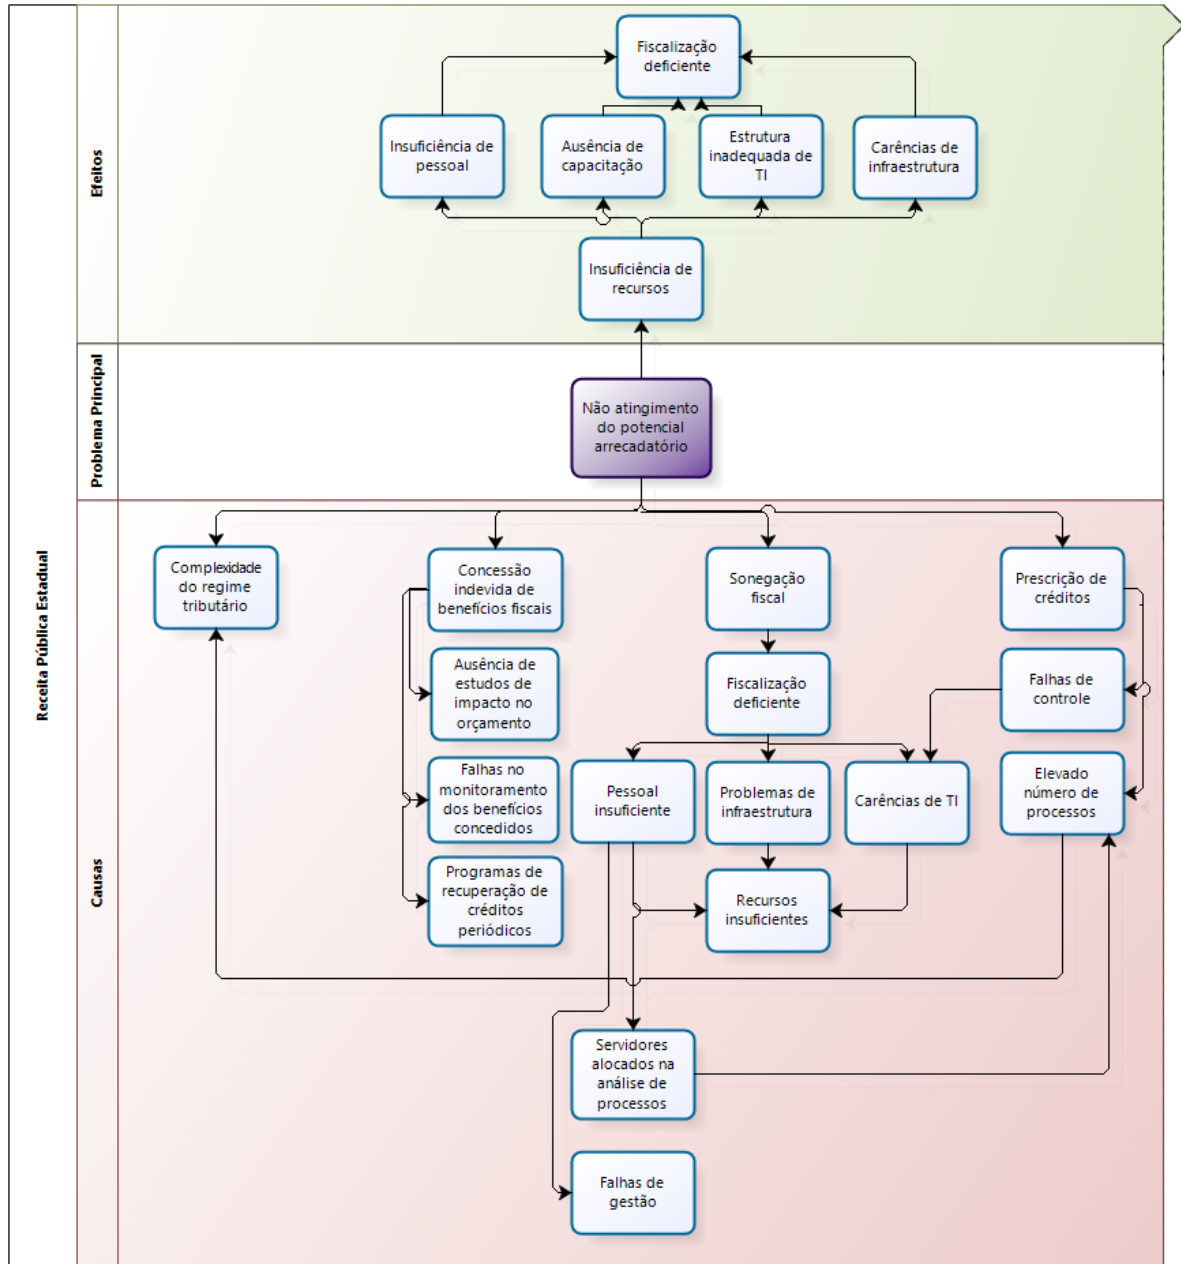 Receita Pública Estadual
Efeitos
Fiscalização
deficiente
Insuficiência de
pessoal
Ausência de
capacitação
Estrutura
inadequada de
TI
Carências de
infraestrutura
Insuficiência de
recursos
Problema Principal
Não atingimento
do potencial
arrecadatório
Causas
Complexidade
do regime
tributário
Concessão
indevida de
benefícios fiscais
Sonegação
fiscal
Prescrição de
créditos
Ausência de
estudos de
impacto no
orçamento
Fiscalização
deficiente
Falhas de
controle
Falhas no
monitoramento
dos benefícios
concedidos
Pessoal
insuficiente
Problemas de
infraestrutura
Carências de TI
Elevado
número de
processos
Programas de
recuperação de
créditos
periódicos
Recursos
insuficientes
Servidores
alocados na
análise de
processos
Falhas de
gestão